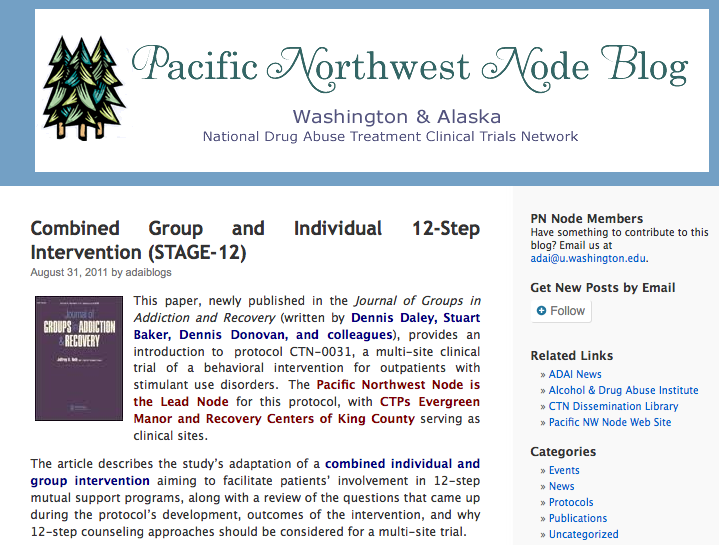 Pacific Northwest Node Blog
Washington & Alaska
National Drug Abuse Treatment Clinical Trials Network
Combined Group and Individual 12-Step
Intervention (STAGE-12)
August 31, 2011 by adaiblogs
Journal of
GROUPS in ADDICTION
& RECOVERY
This paper, newly published in the Journal of Groups in
Addiction and Recovery (written by Dennis Daley, Stuart
Baker, Dennis Donovan, and colleagues), provides an
introduction to protocol CTN-0031, a multi-site clinical
trial of a behavioral intervention for outpatients with
stimulant use disorders. The Pacific Northwest Node is
the Lead Node for this protocol, with CTPs Evergreen
Manor and Recovery Centers of King County serving as
clinical sites.
The article describes the study's adaptation of a combined individual and
group intervention aiming to facilitate patients' involvement in 12-step
mutual support programs, along with a review of the questions that came up
during the protocol's development, outcomes of the intervention, and why
12-step counseling approaches should be considered for a multi-site trial.
PN Node Members
Have something to contribute to this
blog? Email us at
adai@u.washington.edu.
Get New Posts by Email
Follow
Related Links
» ADAI News
» Alcohol & Drug Abuse Institute
» CTN Dissemination Library
» Pacific NW Node Web Site
Categories
» Events
» News
» Protocols
» Publications
» Uncategorized